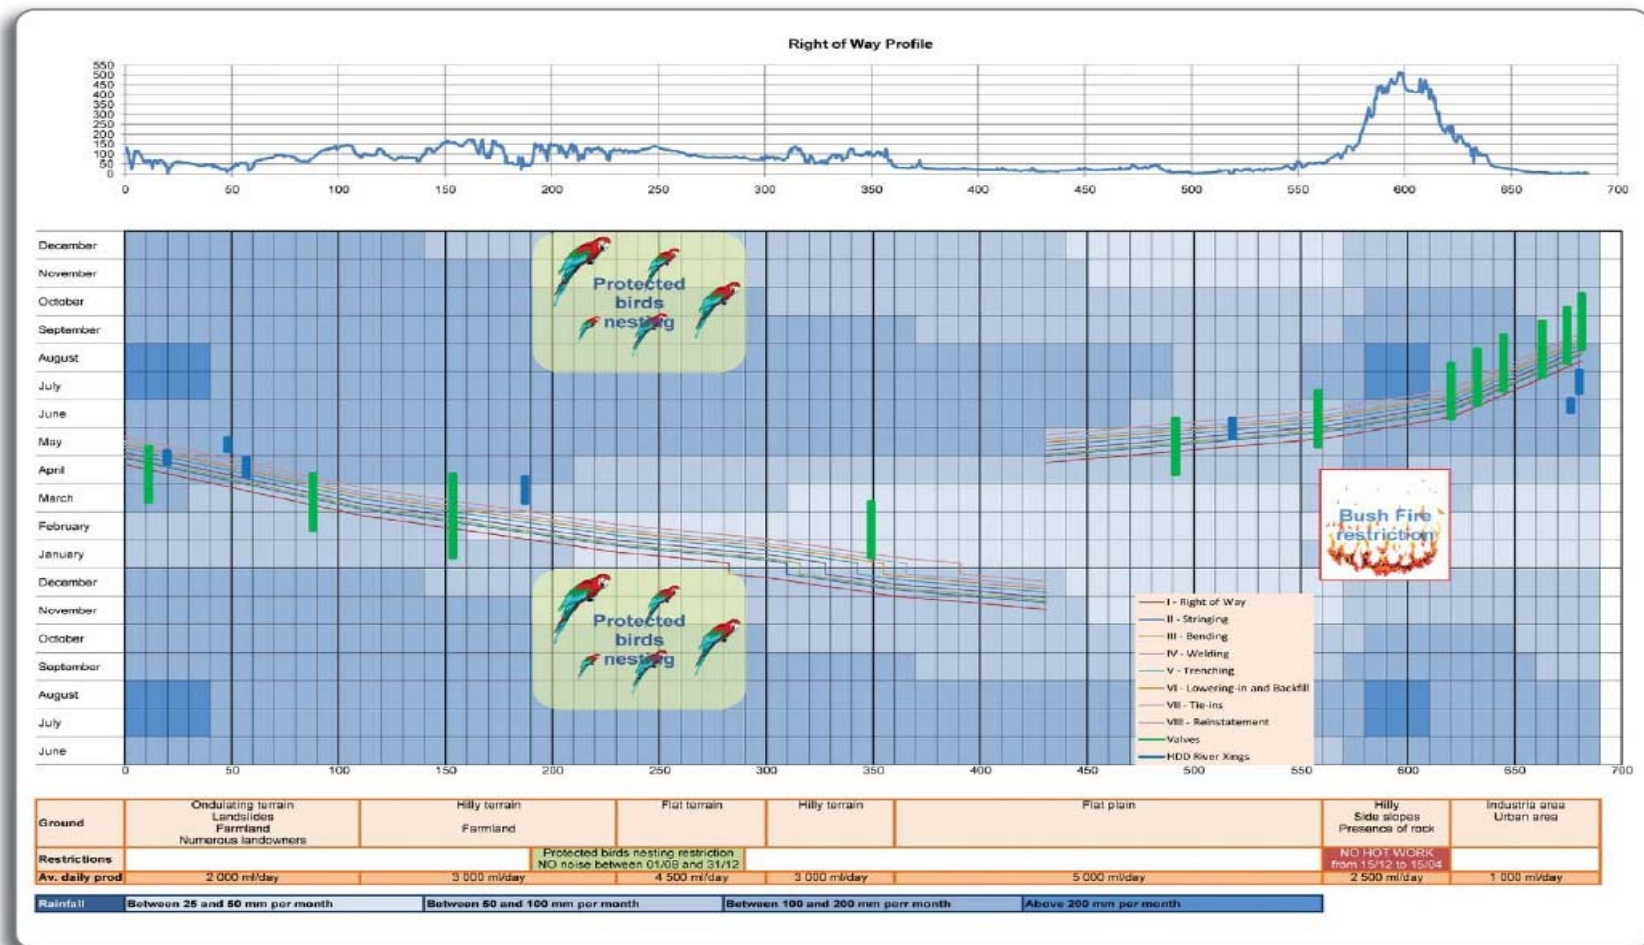 Right of Way Profile
550
500
450
400
350
300
250
200
150
100
50
0
0 50 100 150 200 250 300 350 400 450 500 550 600 650 700
December
November
October
September
August
July
June
May
April
March
February
January
December
November
October
September
August
July
June
Protected
birds
nesting
Bush Fire
restriction
Protected
birds
nesting
I - Right of Way
II - Stringing
III - Bending
IV - Welding
V - Trenching
VI - Lowering-in and Backfill
VII - Tie-ins
VIII - Reinstatement
Valves
HDD River Xings
0 50 100 150 200 250 300 350 400 450 500 550 600 650 700
Ground
Ondulating terrain
Landslides
Farmland
Numerous landowners
Hilly terrain
Farmland
Flat terrain
Hilly terrain
Flat plain
Hilly
Side slopes
Presence of rock
Industria area
Urban area
Restrictions
Protected birds nesting restriction
NO noise between 01/08 and 31/12
NO HOT WORK
from 15/12 to 15/04
Av. daily prod 2 000 ml/day 3 000 ml/day 4 500 ml/day 3 000 ml/day 5 000 ml/day 2 500 ml/day 1 000 ml/day
Rainfall Between 25 and 50 mm per month Between 50 and 100 mm per month Between 100 and 200 mm perr month Above 200 mm per month